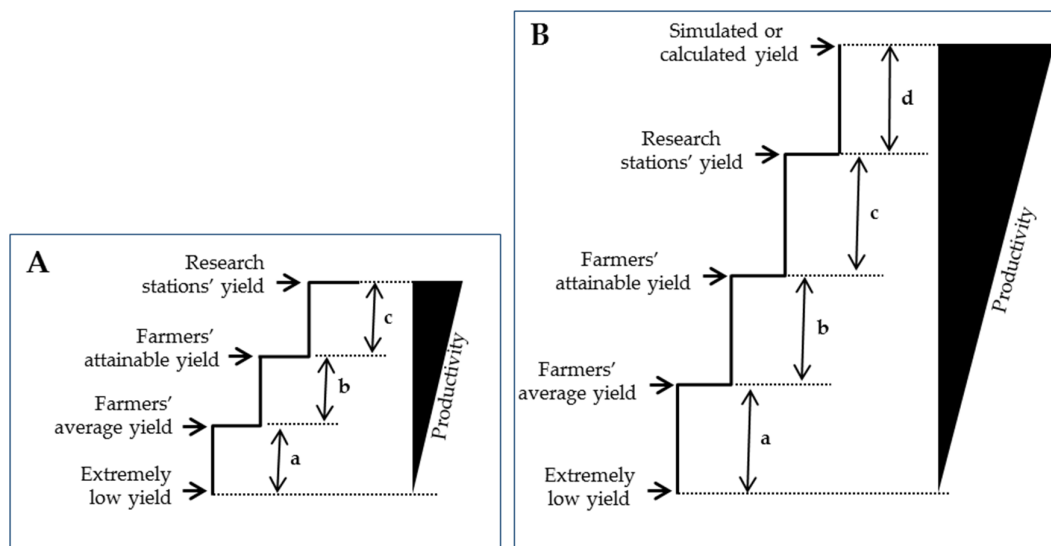 A
Research
stations' yield
c
Farmers'
attainable yield
b
Farmers'
average yield
a
Extremely
low yield
Productivity
B
Simulated or
calculated yield
d
Research
stations' yield
c
Farmers'
attainable yield
b
Farmers'
average yield
a
Extremely
low yield
Productivity